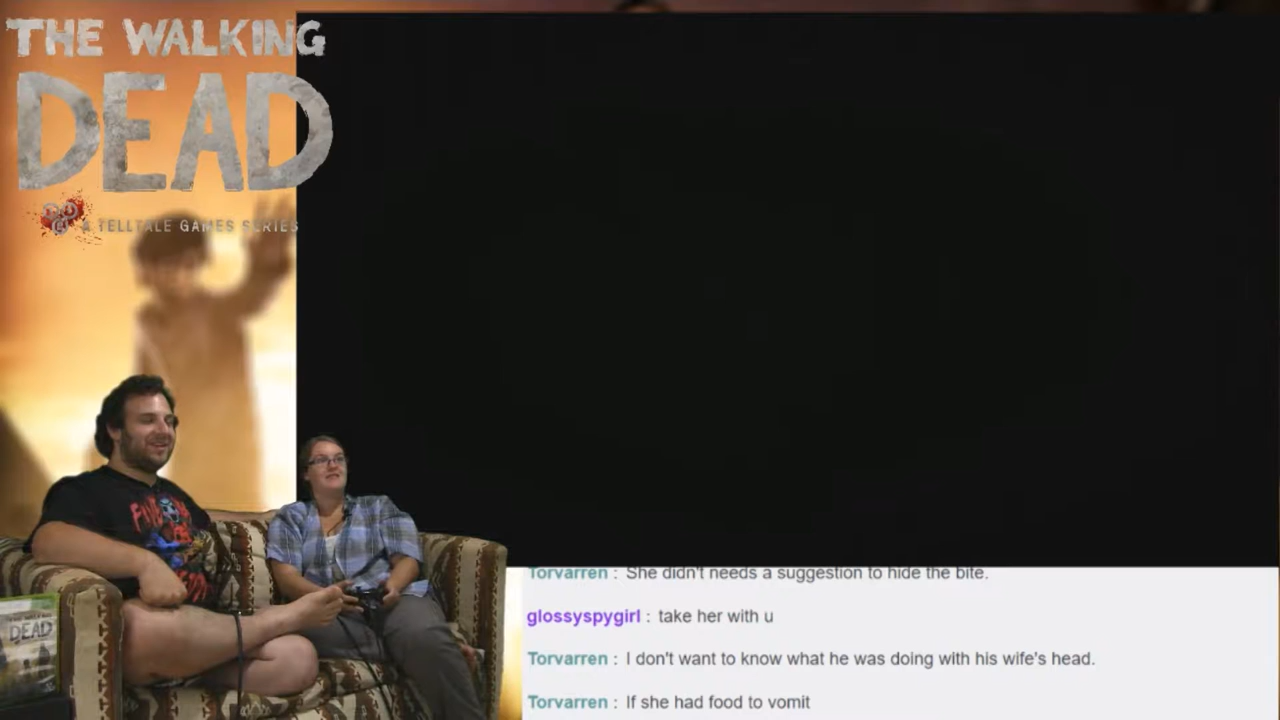 THE WALKING
DEAD
A TELLTALE GAMES SERIES
Torvarren : She didn't needs a suggestion to hide the bite.
glossyspygirl : take her with u
Torvarren : I don't want to know what he was doing with his wife's head.
Torvarren : If she had food to vomit
DEAD